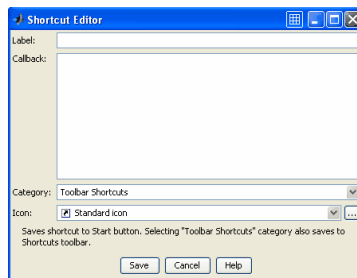 Shortcut Editor
Label:
Callback:
Category: Toolbar Shortcuts
Icon: Standard icon ...
Saves shortcut to Start button. Selecting "Toolbar Shortcuts" category also saves to
Shortcuts toolbar.
Save Cancel Help